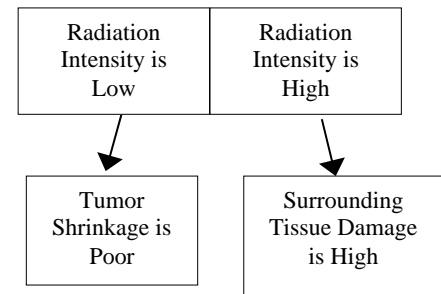 Radiation
Intensity is
Low
Radiation
Intensity is
High
Tumor
Shrinkage is
Poor
Surrounding
Tissue Damage
is High